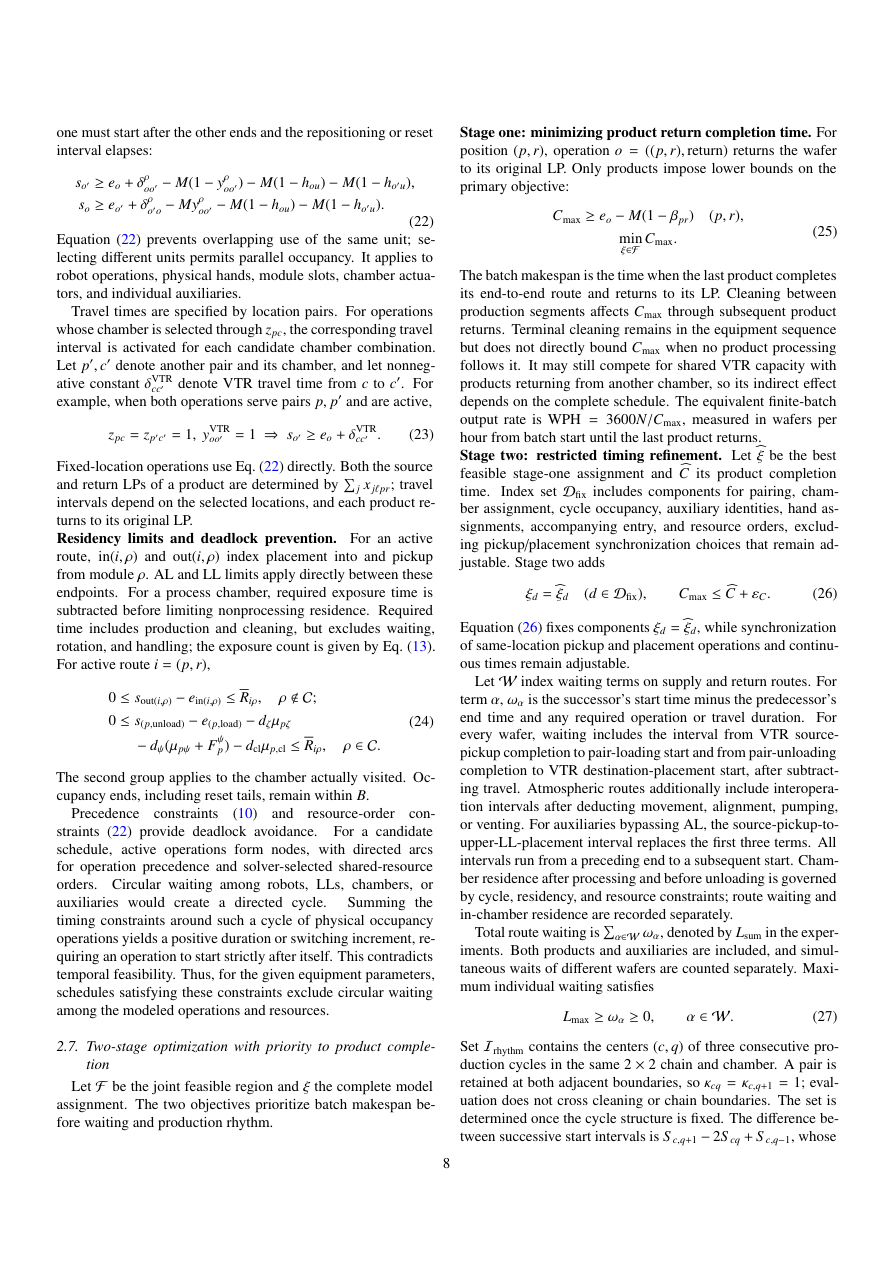 one must start after the other ends and the repositioning or reset
interval elapses:
s_{o′} ≥ e_o + δ^ρ_{oo′} − M(1 − y^ρ_{oo′}) − M(1 − h_{ou}) − M(1 − h_{o′u}),
s_o ≥ e_{o′} + δ^ρ_{o′o} − My^ρ_{oo′} − M(1 − h_{ou}) − M(1 − h_{o′u}).
(22)
Equation (22) prevents overlapping use of the same unit; se-
lecting different units permits parallel occupancy. It applies to
robot operations, physical hands, module slots, chamber actua-
tors, and individual auxiliaries.
Travel times are specified by location pairs. For operations
whose chamber is selected through z_{pc}, the corresponding travel
interval is activated for each candidate chamber combination.
Let p′, c′ denote another pair and its chamber, and let nonneg-
ative constant δ^{VTR}_{cc′} denote VTR travel time from c to c′. For
example, when both operations serve pairs p, p′ and are active,
z_{pc} = z_{p′c′} = 1, y^{VTR}_{oo′} = 1 ⇒ s_{o′} ≥ e_o + δ^{VTR}_{cc′}. (23)
Fixed-location operations use Eq. (22) directly. Both the source
and return LPs of a product are determined by ∑_j x_{jℓpr}; travel
intervals depend on the selected locations, and each product re-
turns to its original LP.
Residency limits and deadlock prevention. For an active
route, in(i, ρ) and out(i, ρ) index placement into and pickup
from module ρ. AL and LL limits apply directly between these
endpoints. For a process chamber, required exposure time is
subtracted before limiting nonprocessing residence. Required
time includes production and cleaning, but excludes waiting,
rotation, and handling; the exposure count is given by Eq. (13).
For active route i = (p, r),
0 ≤ s_{out(i,ρ)} − e_{in(i,ρ)} ≤ R̅_{iρ}, ρ ∉ C;
0 ≤ s_{(p,unload)} − e_{(p,load)} − d_ζμ_{pζ} (24)
− d_ψ(μ_{pψ} + F^ψ_p) − d_{cl}μ_{p,cl} ≤ R̅_{iρ}, ρ ∈ C.
The second group applies to the chamber actually visited. Oc-
cupancy ends, including reset tails, remain within B.
Precedence constraints (10) and resource-order con-
straints (22) provide deadlock avoidance. For a candidate
schedule, active operations form nodes, with directed arcs
for operation precedence and solver-selected shared-resource
orders. Circular waiting among robots, LLs, chambers, or
auxiliaries would create a directed cycle. Summing the
timing constraints around such a cycle of physical occupancy
operations yields a positive duration or switching increment, re-
quiring an operation to start strictly after itself. This contradicts
temporal feasibility. Thus, for the given equipment parameters,
schedules satisfying these constraints exclude circular waiting
among the modeled operations and resources.
2.7. Two-stage optimization with priority to product comple-
tion
Let F be the joint feasible region and ξ the complete model
assignment. The two objectives prioritize batch makespan be-
fore waiting and production rhythm.
Stage one: minimizing product return completion time. For
position (p, r), operation o = ((p, r), return) returns the wafer
to its original LP. Only products impose lower bounds on the
primary objective:
C_{max} ≥ e_o − M(1 − β_{pr}) (p, r),
min_{ξ∈F} C_{max}. (25)
The batch makespan is the time when the last product completes
its end-to-end route and returns to its LP. Cleaning between
production segments affects C_{max} through subsequent product
returns. Terminal cleaning remains in the equipment sequence
but does not directly bound C_{max} when no product processing
follows it. It may still compete for shared VTR capacity with
products returning from another chamber, so its indirect effect
depends on the complete schedule. The equivalent finite-batch
output rate is WPH = 3600N/C_{max}, measured in wafers per
hour from batch start until the last product returns.
Stage two: restricted timing refinement. Let ξ̂ be the best
feasible stage-one assignment and Ĉ its product completion
time. Index set D_{fix} includes components for pairing, cham-
ber assignment, cycle occupancy, auxiliary identities, hand as-
signments, accompanying entry, and resource orders, exclud-
ing pickup/placement synchronization choices that remain ad-
justable. Stage two adds
ξ_d = ξ̂_d (d ∈ D_{fix}), C_{max} ≤ Ĉ + ε_C. (26)
Equation (26) fixes components ξ_d = ξ̂_d, while synchronization
of same-location pickup and placement operations and continu-
ous times remain adjustable.
Let W index waiting terms on supply and return routes. For
term α, ω_α is the successor’s start time minus the predecessor’s
end time and any required operation or travel duration. For
every wafer, waiting includes the interval from VTR source-
pickup completion to pair-loading start and from pair-unloading
completion to VTR destination-placement start, after subtract-
ing travel. Atmospheric routes additionally include interopera-
tion intervals after deducting movement, alignment, pumping,
or venting. For auxiliaries bypassing AL, the source-pickup-to-
upper-LL-placement interval replaces the first three terms. All
intervals run from a preceding end to a subsequent start. Cham-
ber residence after processing and before unloading is governed
by cycle, residency, and resource constraints; route waiting and
in-chamber residence are recorded separately.
Total route waiting is ∑_{α∈W} ω_α, denoted by L_{sum} in the exper-
iments. Both products and auxiliaries are included, and simul-
taneous waits of different wafers are counted separately. Maxi-
mum individual waiting satisfies
L_{max} ≥ ω_α ≥ 0, α ∈ W. (27)
Set I_{rhythm} contains the centers (c, q) of three consecutive pro-
duction cycles in the same 2 × 2 chain and chamber. A pair is
retained at both adjacent boundaries, so κ_{cq} = κ_{c,q+1} = 1; eval-
uation does not cross cleaning or chain boundaries. The set is
determined once the cycle structure is fixed. The difference be-
tween successive start intervals is S_{c,q+1} − 2S_{cq} + S_{c,q−1}, whose
8